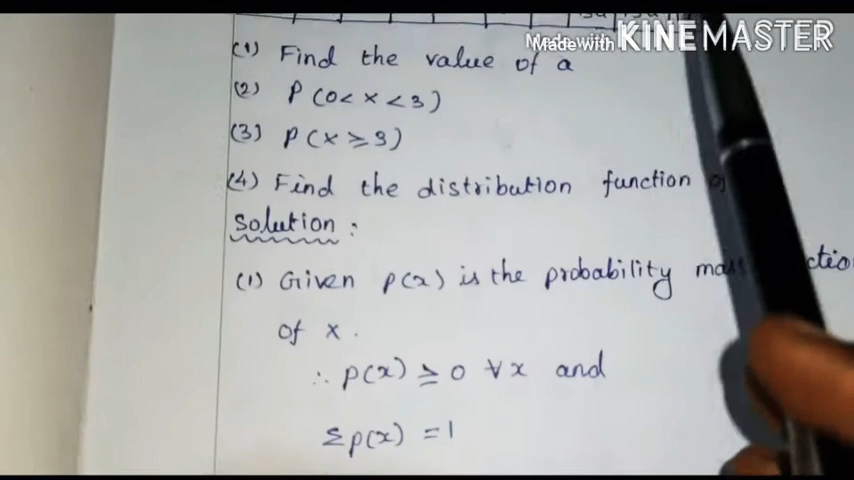 Made with KINEMASTER
(1) Find the value of a
(2) P(0 < x < 3)
(3) P(x ≥ 3)
(4) Find the distribution function
Solution :
(1) Given p(x) is the probability mass
of x.
∴ p(x) ≥ 0 ∀x and
Σp(x) = 1